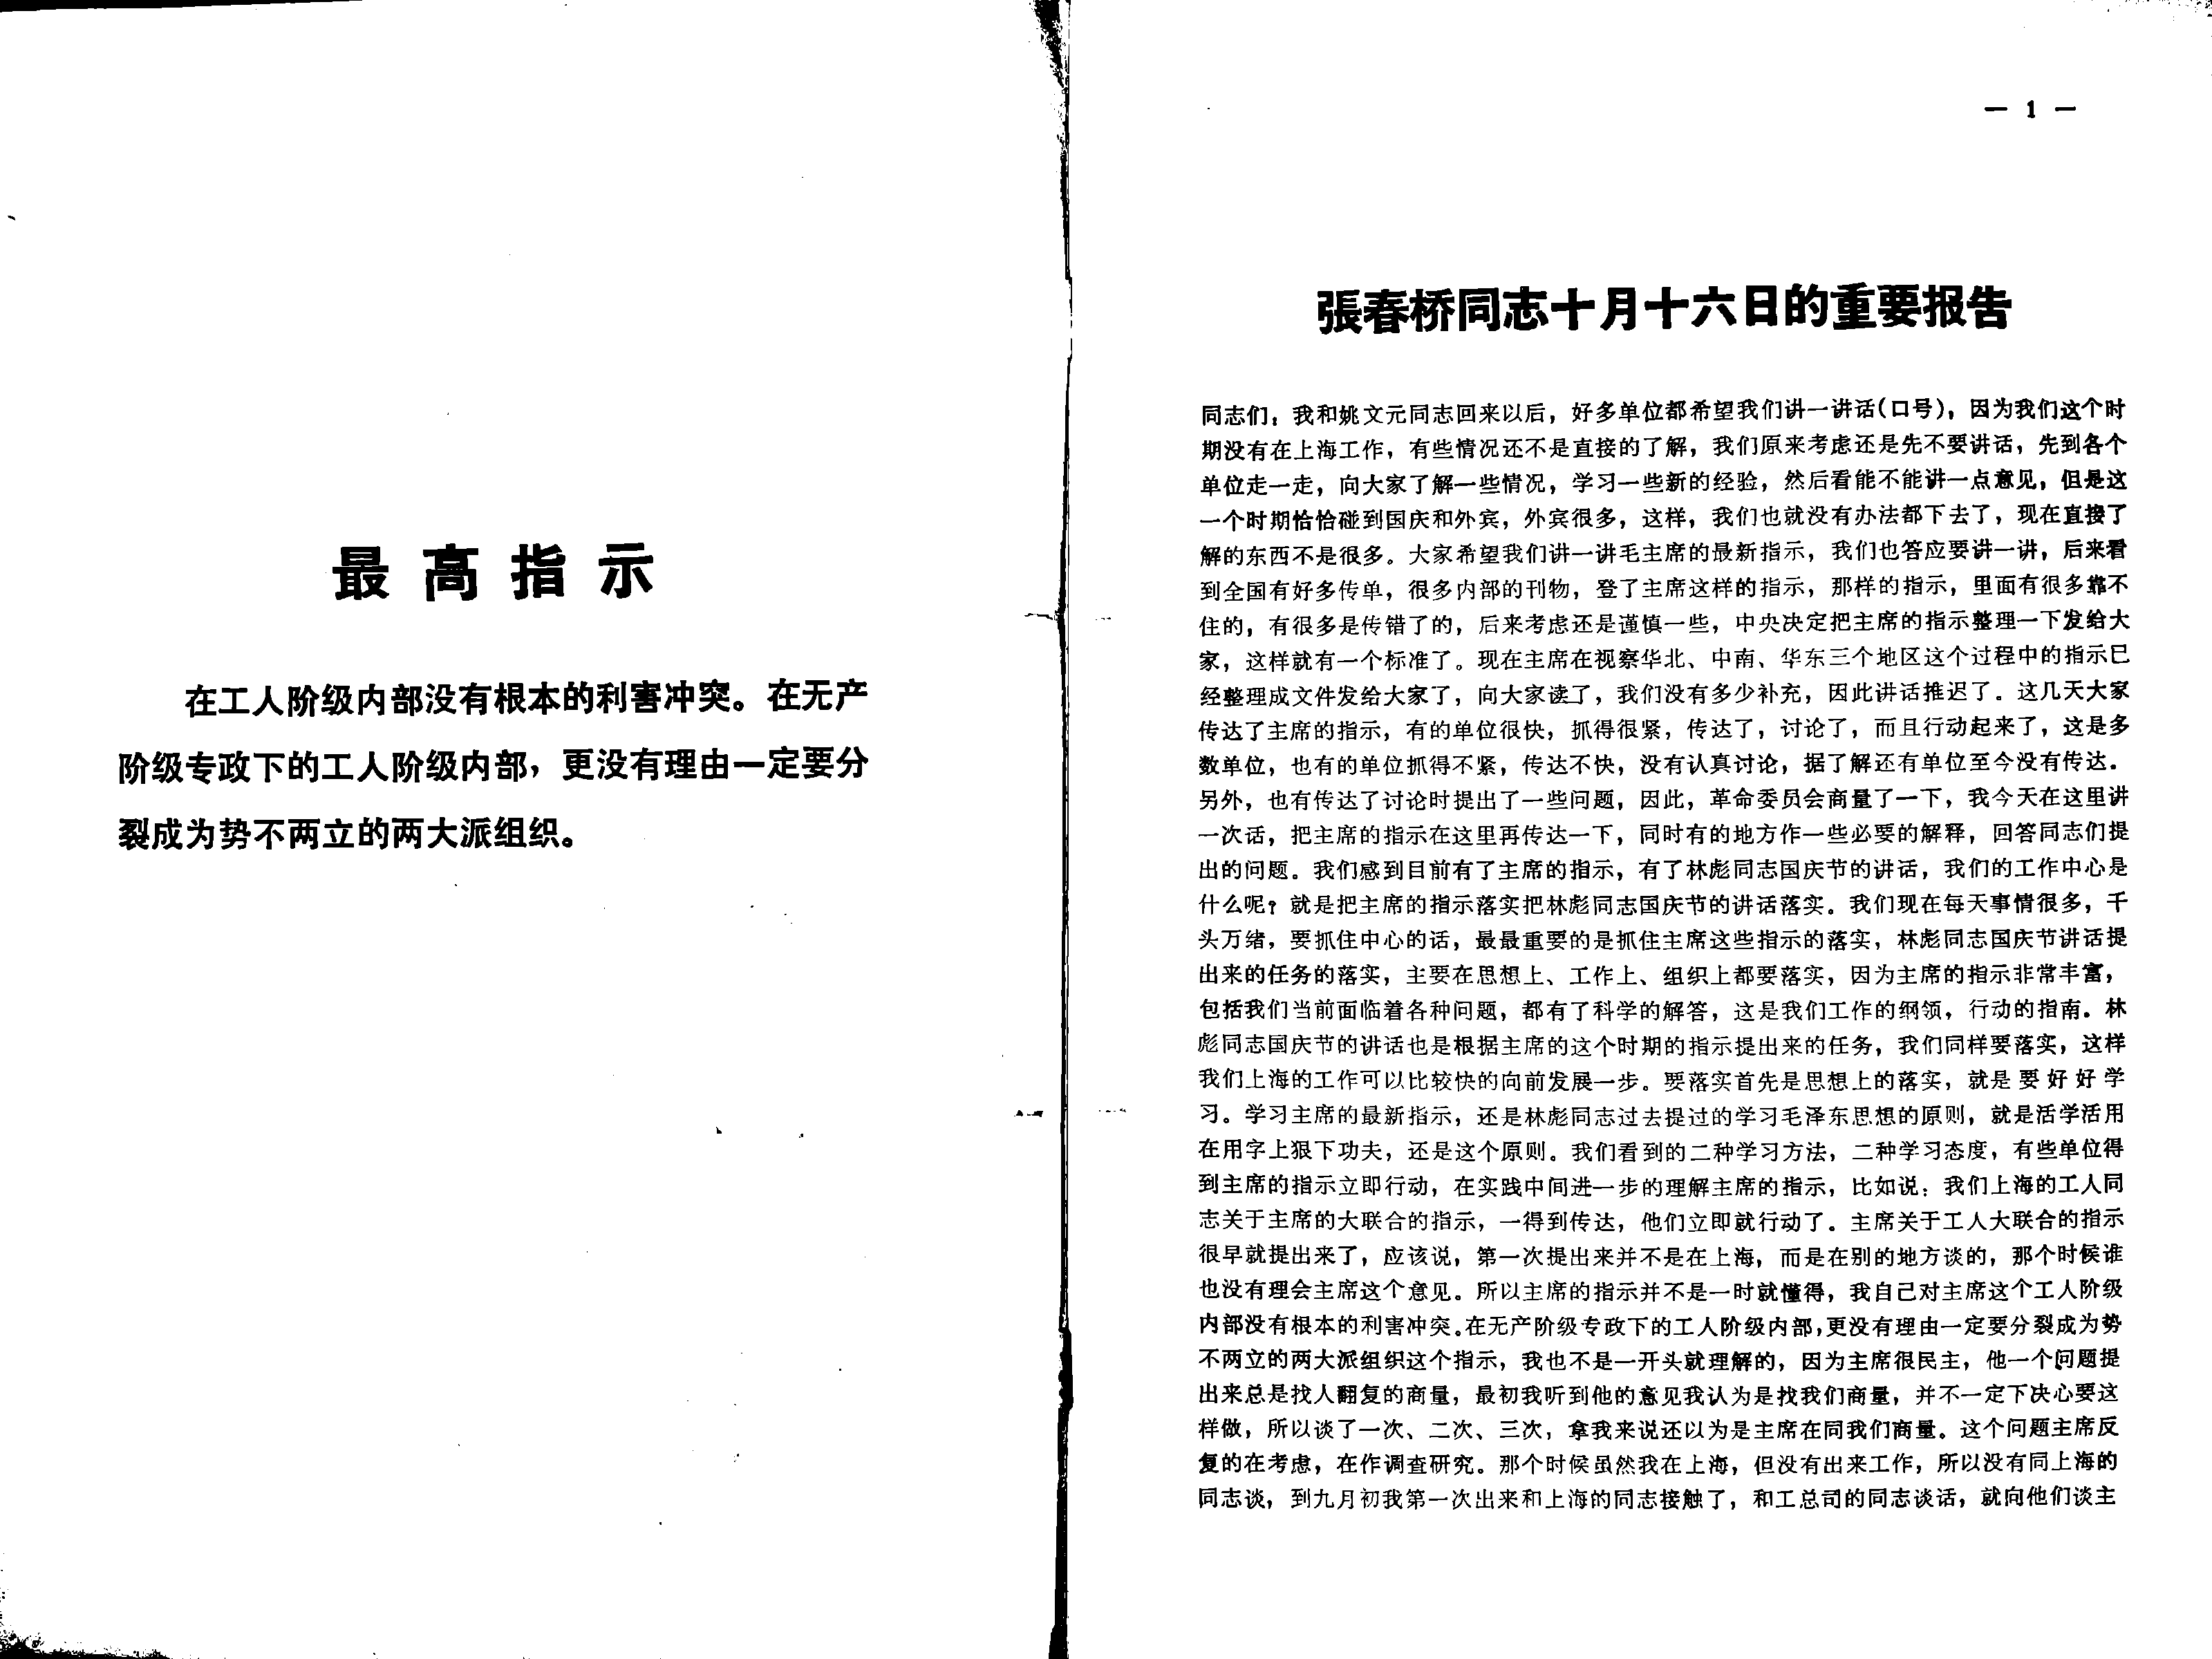 最高指示
在工人阶级内部没有根本的利害冲突。在无产
阶级专政下的工人阶级内部，更没有理由一定要分
裂成为势不两立的两大派组织。
— 1 —
張春桥同志十月十六日的重要报告
同志们：我和姚文元同志回来以后，好多单位都希望我们讲一讲话（口号），因为我们这个时
期没有在上海工作，有些情况还不是直接的了解，我们原来考虑还是先不要讲话，先到各个
单位走一走，向大家了解一些情况，学习一些新的经验，然后看能不能讲一点意见，但是这
一个时期恰恰碰到国庆和外宾，外宾很多，这样，我们也就没有办法都下去了，现在直接了
解的东西不是很多。大家希望我们讲一讲毛主席的最新指示，我们也答应要讲一讲，后来看
到全国有好多传单，很多内部的刊物，登了主席这样的指示，那样的指示，里面有很多靠不
住的，有很多是传错了的，后来考虑还是谨慎一些，中央决定把主席的指示整理一下发给大
家，这样就有一个标准了。现在主席在视察华北、中南、华东三个地区这个过程中的指示已
经整理成文件发给大家了，向大家读了，我们没有多少补充，因此讲话推迟了。这几天大家
传达了主席的指示，有的单位很快，抓得很紧，传达了，讨论了，而且行动起来了，这是多
数单位，也有的单位抓得不紧，传达不快，没有认真讨论，据了解还有单位至今没有传达．
另外，也有传达了讨论时提出了一些问题，因此，革命委员会商量了一下，我今天在这里讲
一次话，把主席的指示在这里再传达一下，同时有的地方作一些必要的解释，回答同志们提
出的问题。我们感到目前有了主席的指示，有了林彪同志国庆节的讲话，我们的工作中心是
什么呢？就是把主席的指示落实把林彪同志国庆节的讲话落实。我们现在每天事情很多，千
头万绪，要抓住中心的话，最最重要的是抓住主席这些指示的落实，林彪同志国庆节讲话提
出来的任务的落实，主要在思想上、工作上、组织上都要落实，因为主席的指示非常丰富，
包括我们当前面临着各种问题，都有了科学的解答，这是我们工作的纲领，行动的指南。林
彪同志国庆节的讲话也是根据主席的这个时期的指示提出来的任务，我们同样要落实，这样
我们上海的工作可以比较快的向前发展一步。要落实首先是思想上的落实，就是要好好学
习。学习主席的最新指示，还是林彪同志过去提过的学习毛泽东思想的原则，就是活学活用
在用字上狠下功夫，还是这个原则。我们看到的二种学习方法，二种学习态度，有些单位得
到主席的指示立即行动，在实践中间进一步的理解主席的指示，比如说：我们上海的工人同
志关于主席的大联合的指示，一得到传达，他们立即就行动了。主席关于工人大联合的指示
很早就提出来了，应该说，第一次提出来并不是在上海，而是在别的地方谈的，那个时候谁
也没有理会主席这个意见。所以主席的指示并不是一时就懂得，我自己对主席这个工人阶级
内部没有根本的利害冲突。在无产阶级专政下的工人阶级内部，更没有理由一定要分裂成为势
不两立的两大派组织这个指示，我也不是一开头就理解的，因为主席很民主，他一个问题提
出来总是找人翻复的商量，最初我听到他的意见我认为是找我们商量，并不一定下决心要这
样做，所以谈了一次、二次、三次，拿我来说还以为是主席在同我们商量。这个问题主席反
复的在考虑，在作调查研究。那个时候虽然我在上海，但没有出来工作，所以没有同上海的
同志谈，到九月初我第一次出来和上海的同志接触了，和工总司的同志谈话，就向他们谈主